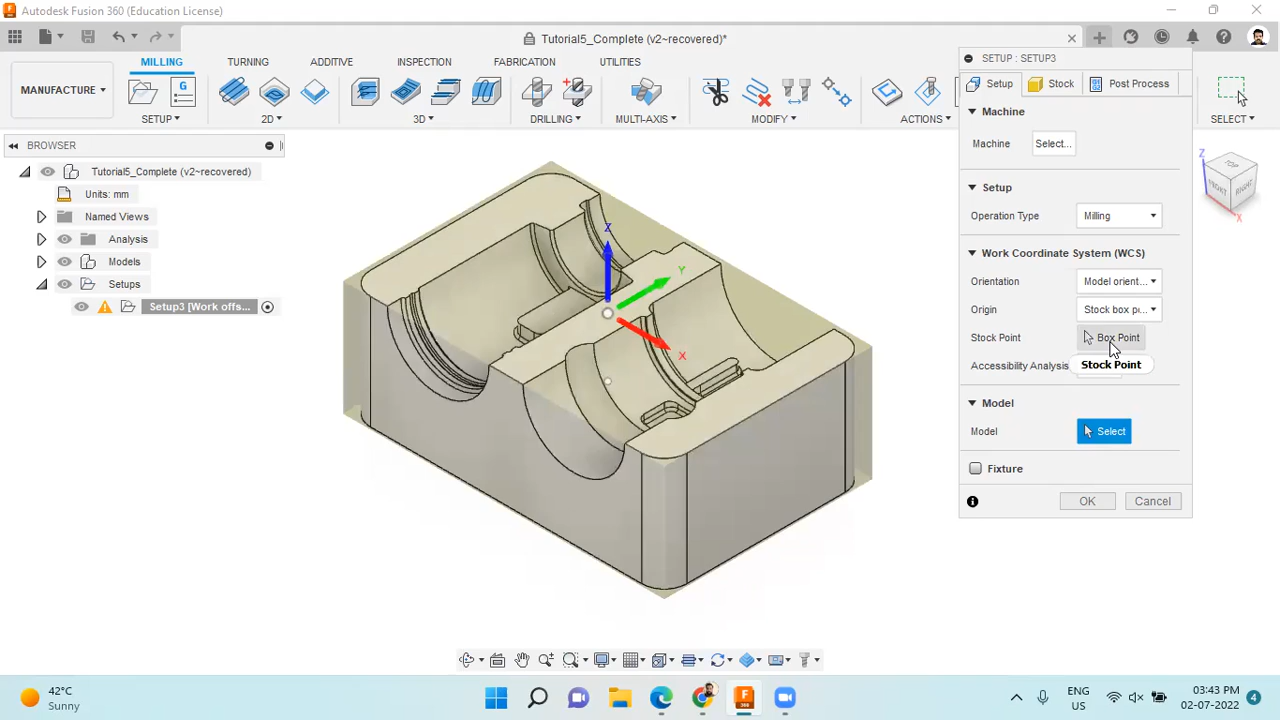 Autodesk Fusion 360 (Education License)
Tutorial5_Complete (v2~recovered)*
MILLING TURNING ADDITIVE INSPECTION FABRICATION UTILITIES
MANUFACTURE
SETUP 2D 3D DRILLING MULTI-AXIS MODIFY ACTIONS SELECT
BROWSER
Tutorial5_Complete (v2~recovered)
Units: mm
Named Views
Analysis
Models
Setups
Setup3 [Work offs...
Z
Y
X
SETUP : SETUP3
Setup Stock Post Process
Machine
Machine Select...
Setup
Operation Type Milling
Work Coordinate System (WCS)
Orientation Model orient...
Origin Stock box p...
Stock Point Box Point
Accessibility Analysis Stock Point
Model
Model Select
Fixture
OK Cancel
Z
TOP
FRONT RIGHT
X
42°C
Sunny
ENG
US
03:43 PM
02-07-2022
4